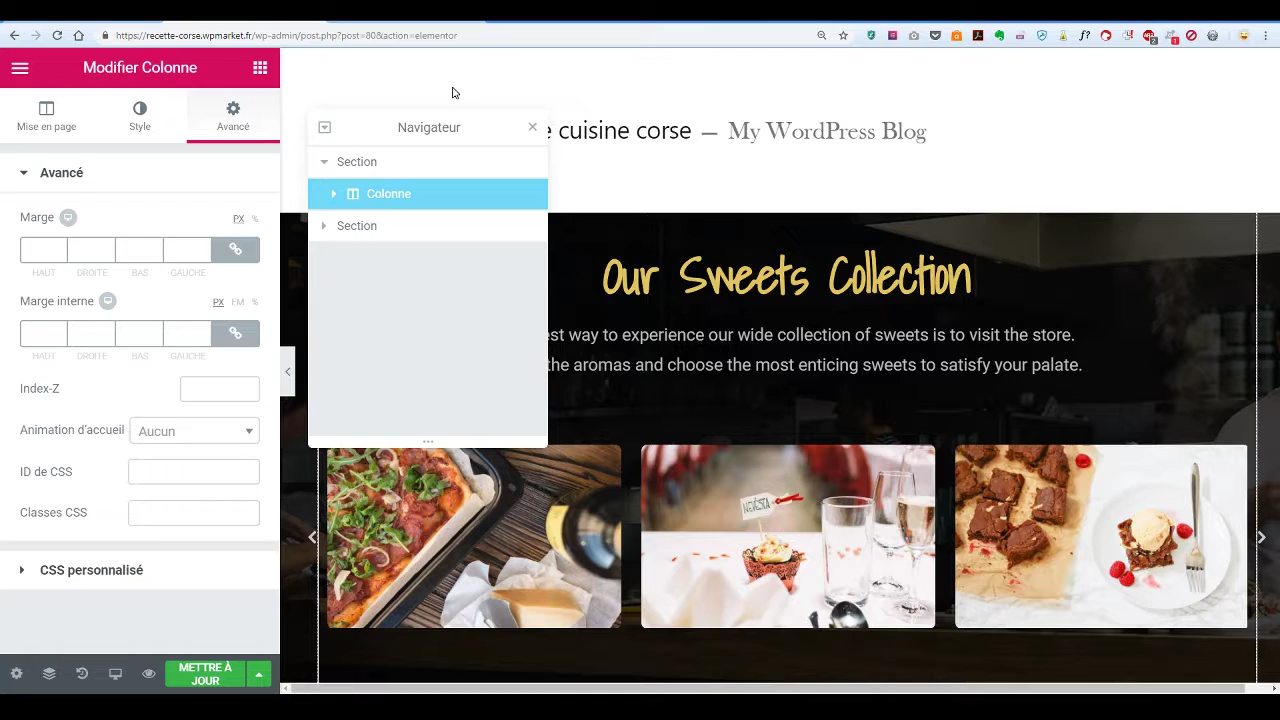 https://recette-corse.wpmarket.fr/wp-admin/post.php?post=80&action=elementor
Modifier Colonne
Mise en page
Style
Avancé
Avancé
Marge
PX %
HAUT DROITE BAS GAUCHE
Marge interne
PX EM %
HAUT DROITE BAS GAUCHE
Index-Z
Animation d'accueil
Aucun
ID de CSS
Classes CSS
CSS personnalisé
METTRE À
JOUR
Navigateur
Section
Colonne
Section
e cuisine corse — My WordPress Blog
Our Sweets Collection
est way to experience our wide collection of sweets is to visit the store.
the aromas and choose the most enticing sweets to satisfy your palate.